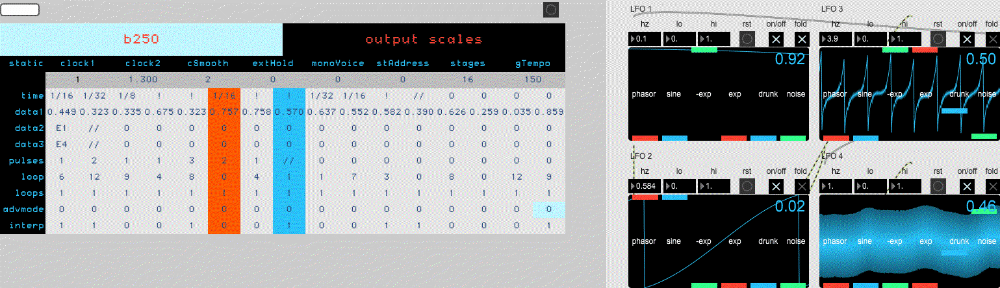 b250 output scales
static clock1 clock2 cSmooth extHold monoVoice stAddress stages gTempo
1 1.300 2 0 0 0 16 150
time 1/16 1/32 1/8 ! ! 1/16 ! ! 1/32 1/16 ! // 0 0 0 0
data1 0.449 0.323 0.335 0.675 0.323 0.757 0.758 0.570 0.637 0.552 0.582 0.390 0.626 0.259 0.035 0.859
data2 E1 // 0 0 0 0 0 0 0 0 0 0 0 0 0 0
data3 E4 // 0 0 0 0 0 0 0 0 0 0 0 0 0 0
pulses 1 2 1 1 3 2 1 // 0 0 0 0 0 0 0 0
loop 6 12 9 4 8 0 4 1 1 7 3 0 8 0 12 9
loops 1 1 1 1 1 1 1 1 1 1 1 1 1 1 1 1
advmode 0 0 0 0 0 0 0 0 0 0 0 0 0 0 0 0
interp 1 1 0 0 1 0 0 1 0 0 1 1 0 0 0 1
LFO 1
hz lo hi rst on/off fold
0.1 0. 1.
0.92
phasor sine -exp exp drunk noise
LFO 3
hz lo hi rst on/off fold
3.9 0. 1.
0.50
phasor sine -exp exp drunk noise
LFO 2
hz lo hi rst on/off fold
0.584 0. 1.
0.02
phasor sine -exp exp drunk noise
LFO 4
hz lo hi rst on/off fold
1. 0. 1.
0.46
phasor sine -exp exp drunk noise